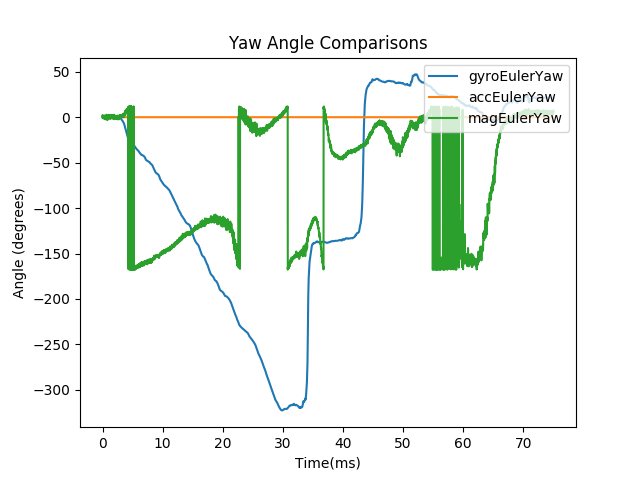 Yaw Angle Comparisons
gyroEulerYaw
accEulerYaw
magEulerYaw
50
0
−50
−100
−150
−200
−250
−300
Angle (degrees)
0 10 20 30 40 50 60 70
Time(ms)